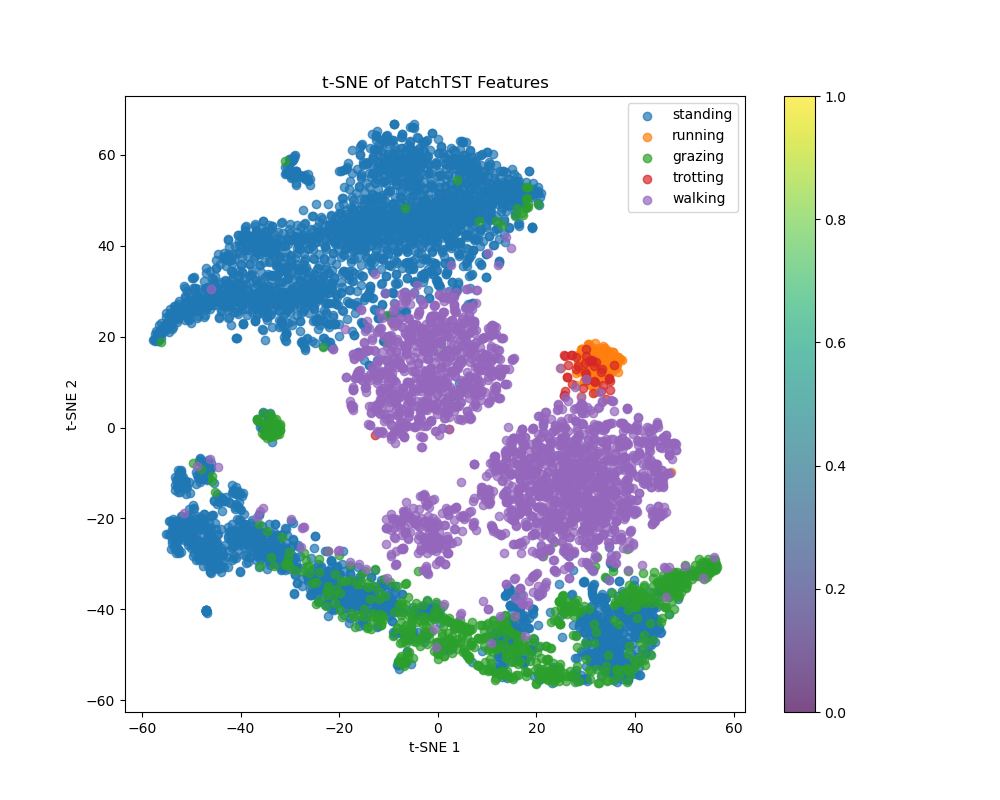 t-SNE of PatchTST Features
standing
running
grazing
trotting
walking
60
40
20
0
−20
−40
−60
t-SNE 2
−60
−40
−20
0
20
40
60
t-SNE 1
1.0
0.8
0.6
0.4
0.2
0.0